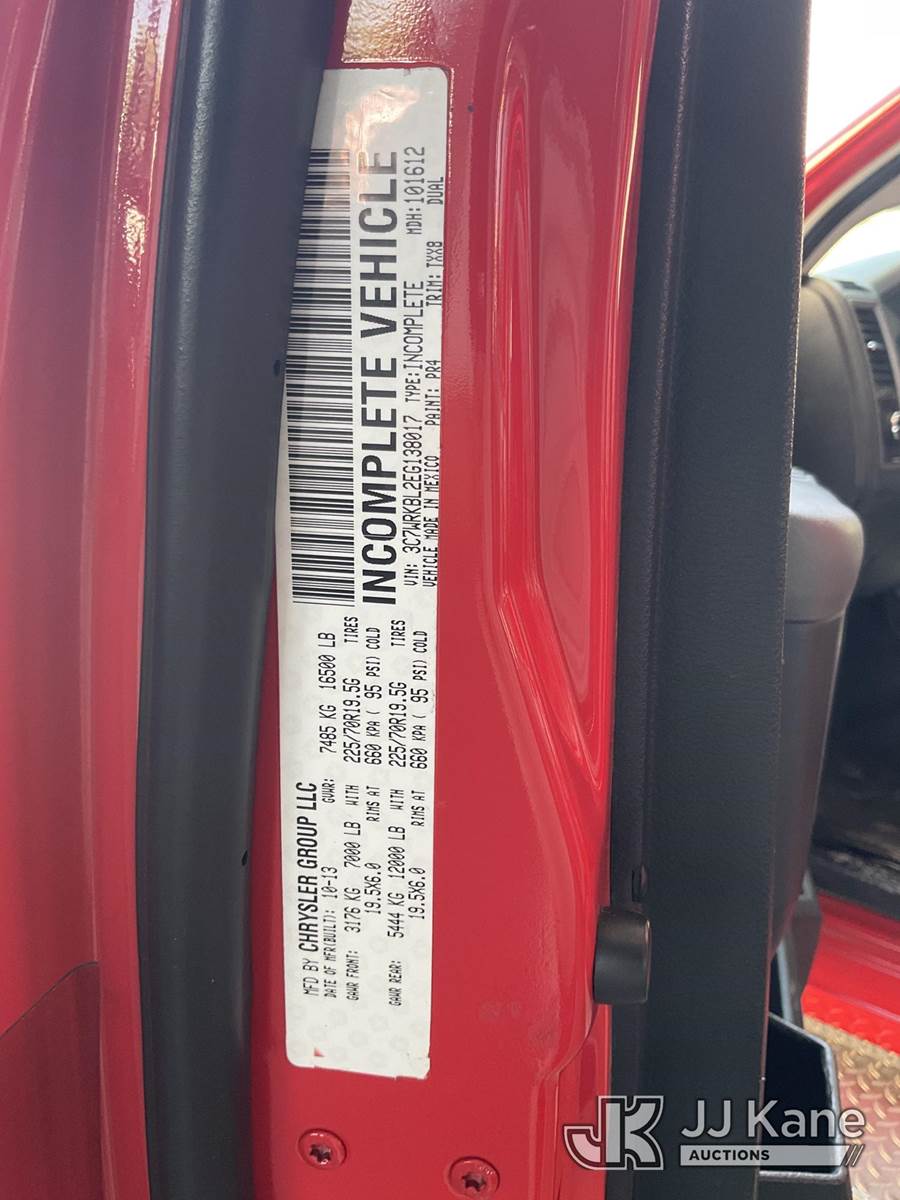 MFD BY CHRYSLER GROUP LLC
DATE OF MFR(BUILT): 10-13 GVWR: 7485 KG 16500 LB
GAWR FRONT: 3176 KG 7000 LB WITH 225/70R19.5G TIRES
19.5X6.0 RIMS AT 660 KPA ( 95 PSI) COLD
GAWR REAR: 5444 KG 12000 LB WITH 225/70R19.5G TIRES
19.5X6.0 RIMS AT 660 KPA ( 95 PSI) COLD
INCOMPLETE VEHICLE
VIN: 3C7WRKBL2EG138017 TYPE:INCOMPLETE MDH:101612
VEHICLE MADE IN MEXICO PAINT: PR4 TRIM: TXX8 DUAL
JK JJ Kane
AUCTIONS